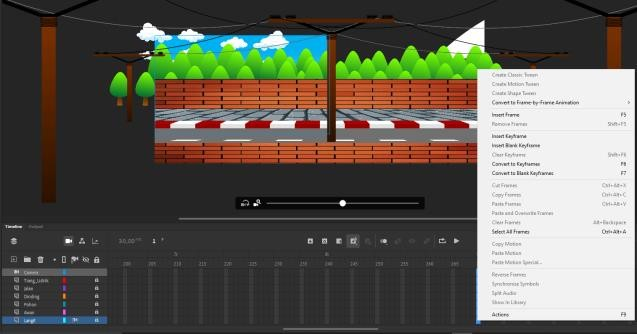 Create Classic Tween
Create Motion Tween
Create Shape Tween
Convert to Frame-by-Frame Animation
Insert Frame F5
Remove Frames Shift+F5
Insert Keyframe
Insert Blank Keyframe
Clear Keyframe Shift+F6
Convert to Keyframes F6
Convert to Blank Keyframes F7
Cut Frames Ctrl+Alt+X
Copy Frames Ctrl+Alt+C
Paste Frames Ctrl+Alt+V
Paste and Overwrite Frames
Clear Frames Alt+Backspace
Select All Frames Ctrl+Alt+A
Copy Motion
Paste Motion
Paste Motion Special...
Reverse Frames
Synchronise Symbols
Split Audio
Show In Library
Actions F9
Timeline Output
30,00 1
200 205 210 215 220 225 230 235 240 245 250 255 260 265
Camera
Tiang_Listrik
Jalan
Dinding
Pohon
Awan
Langit